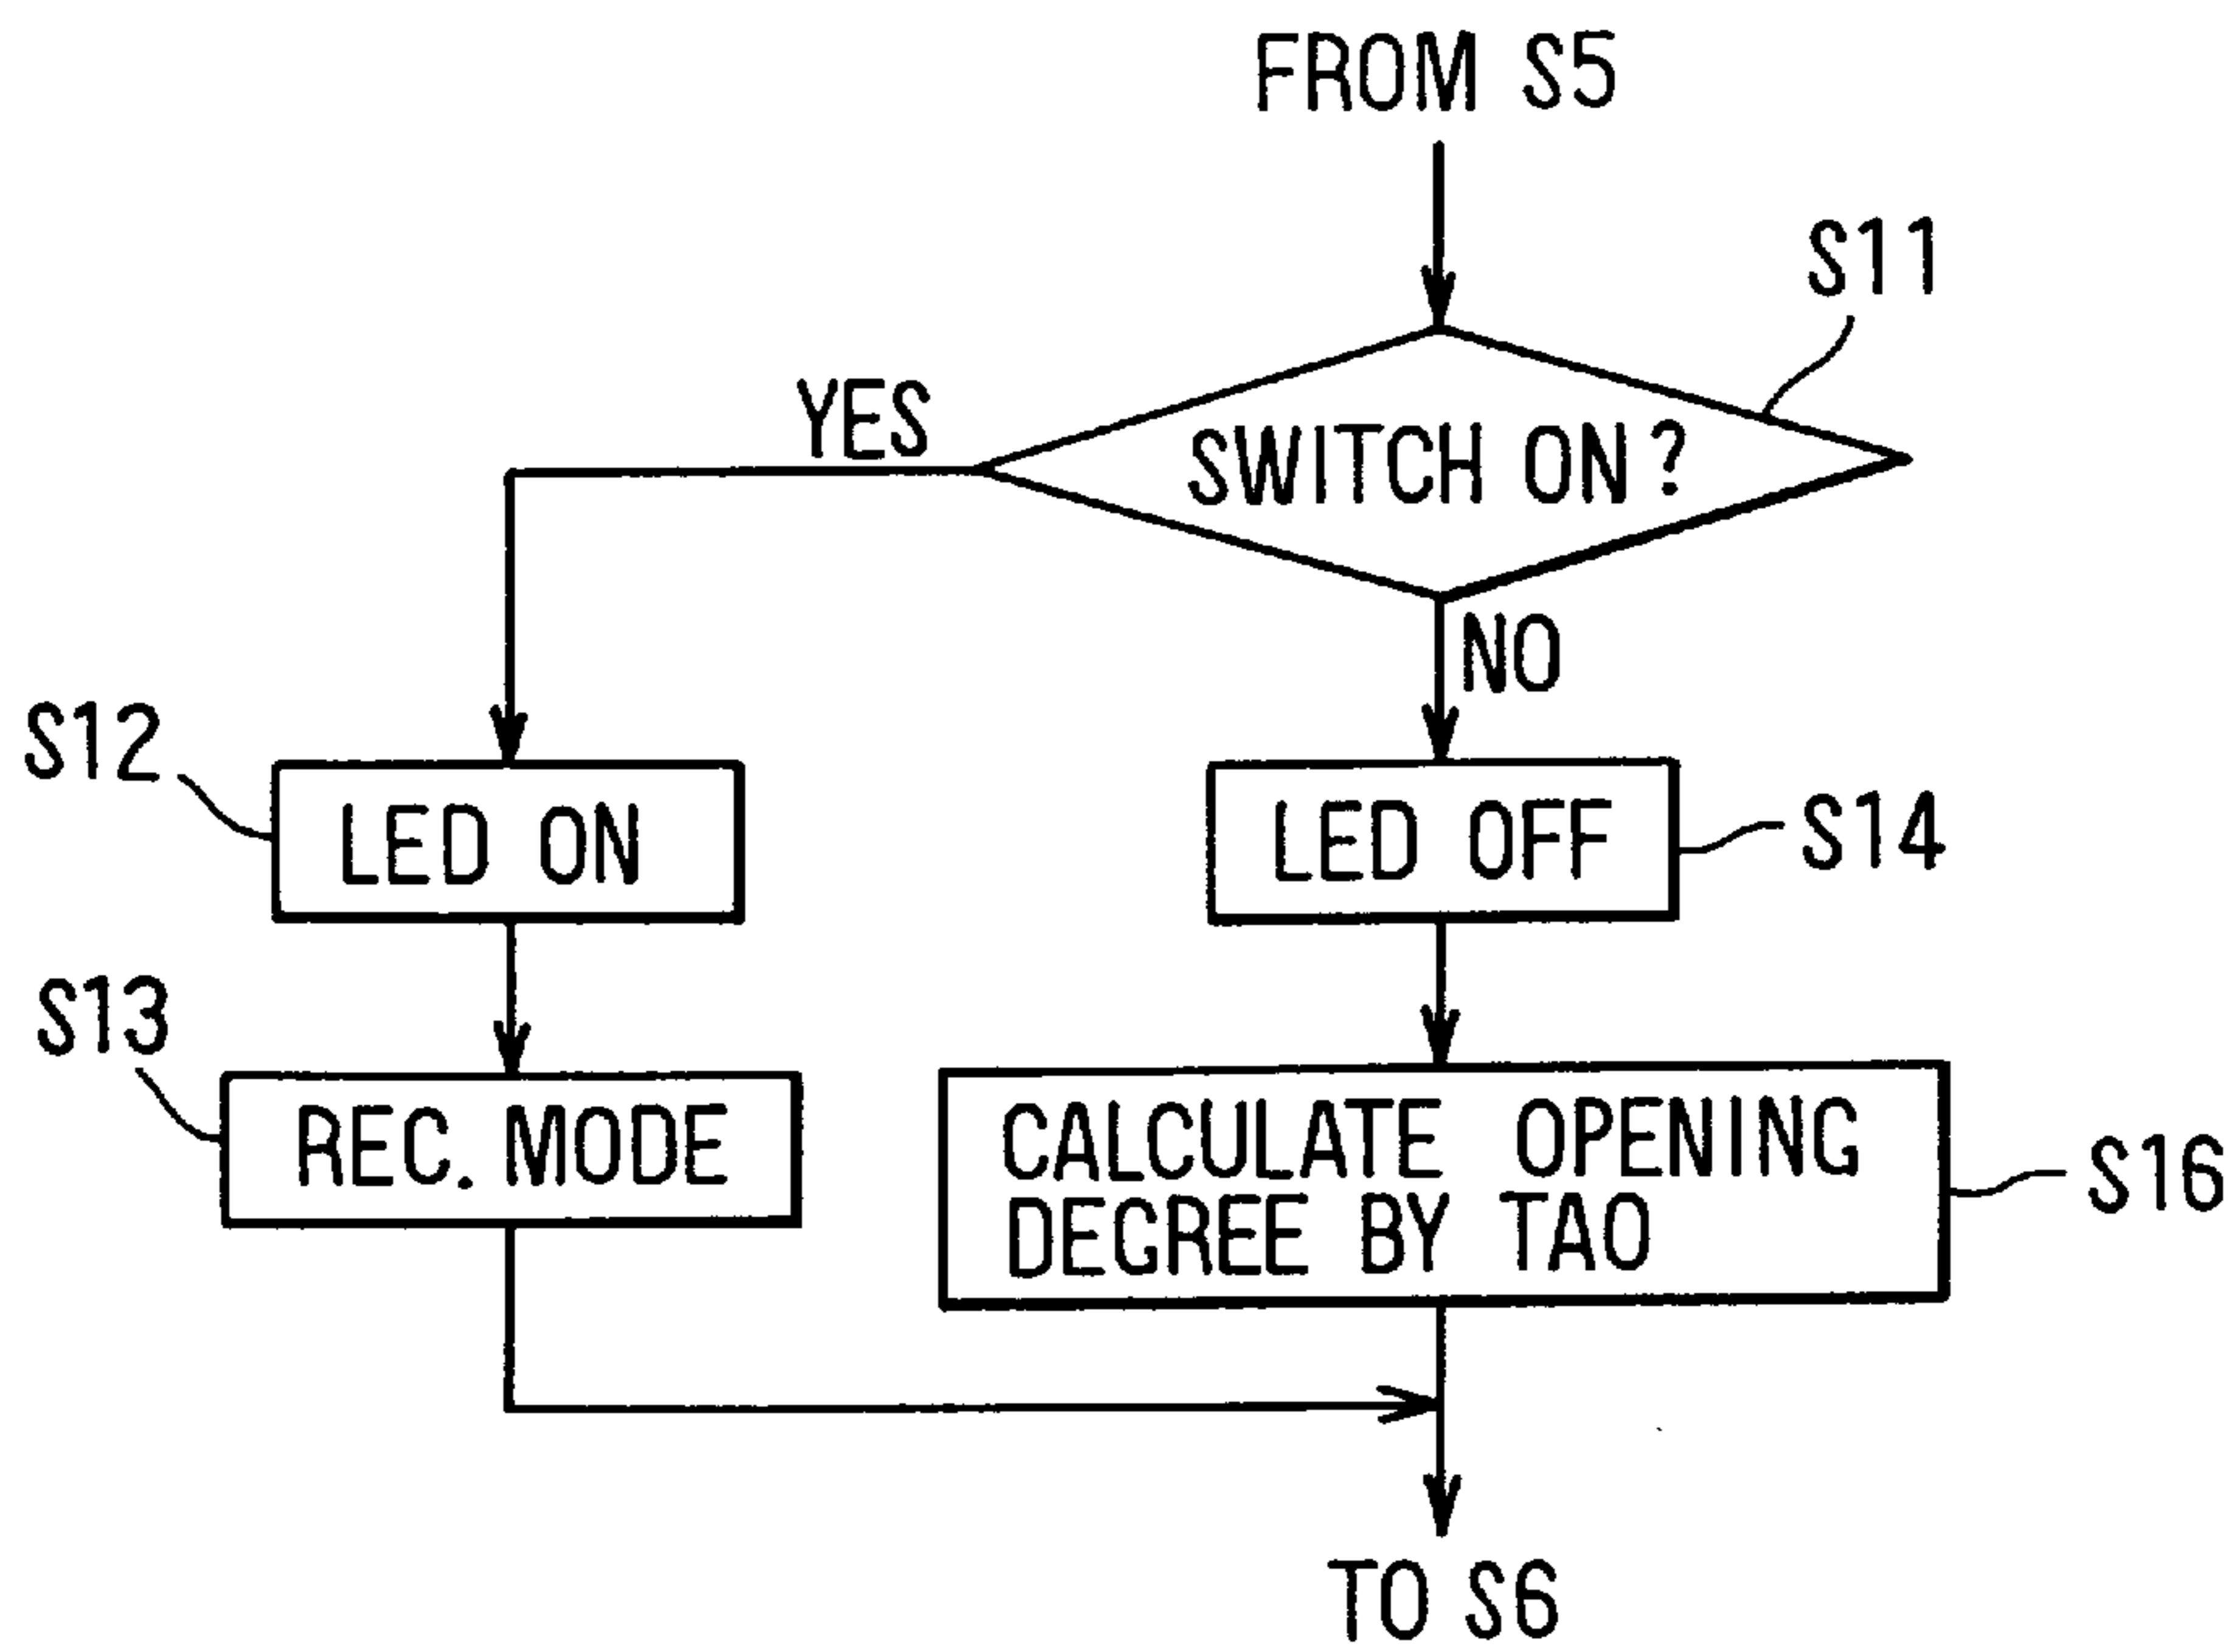 FROM S5
S11
YES
SWITCH ON?
NO
S12
LED ON
LED OFF
S14
S13
REC. MODE
CALCULATE OPENING
DEGREE BY TAO
S16
TO S6